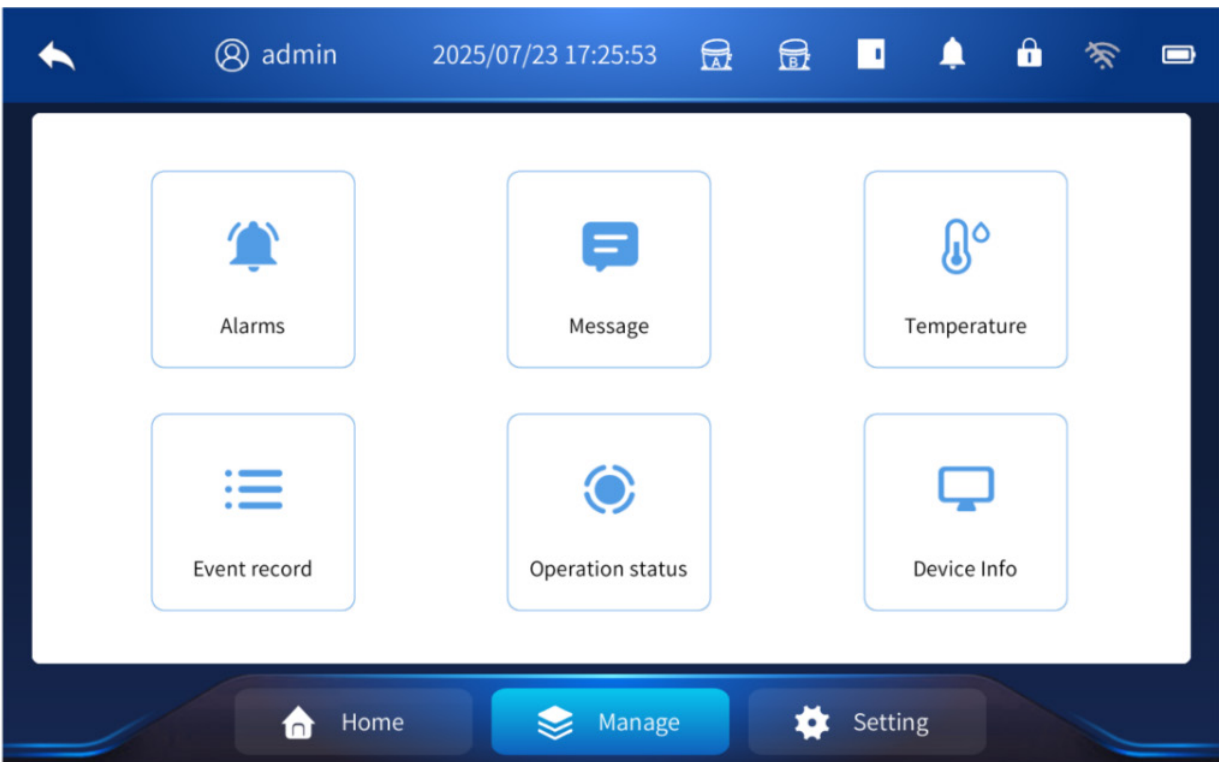 admin 2025/07/23 17:25:53 A B
Alarms Message Temperature
Event record Operation status Device Info
Home Manage Setting